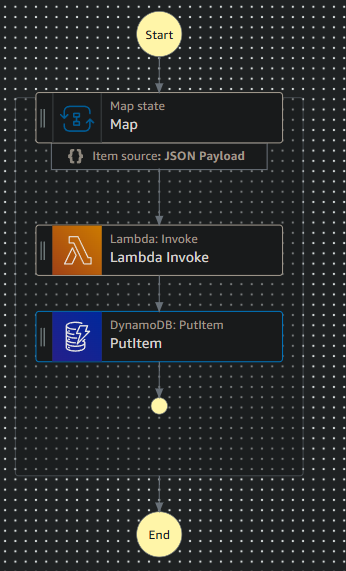 Start
Map state
Map
{} Item source: JSON Payload
Lambda: Invoke
Lambda Invoke
DynamoDB: PutItem
PutItem
End